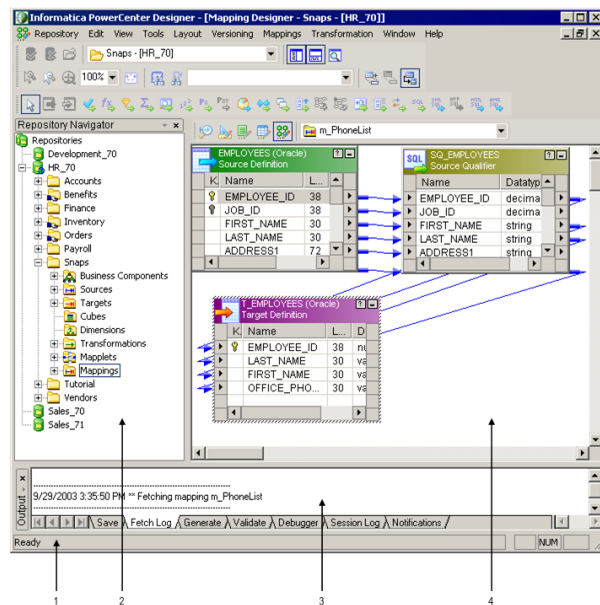 Informatica PowerCenter Designer - [Mapping Designer - Snaps - [HR_70]]
Repository Edit View Tools Layout Versioning Mappings Transformation Window Help
Snaps - [HR_70]
100%
Repository Navigator
m_PhoneList
Repositories
Development_70
HR_70
Accounts
Benefits
Finance
Inventory
Orders
Payroll
Snaps
Business Components
Sources
Targets
Cubes
Dimensions
Transformations
Mapplets
Mappings
Tutorial
Vendors
Sales_70
Sales_71
EMPLOYEES (Oracle)
Source Definition
K. Name L...
EMPLOYEE_ID 38
JOB_ID 38
FIRST_NAME 30
LAST_NAME 30
ADDRESS1 72
SQL
SQ_EMPLOYEES
Source Qualifier
Name Datatyp
EMPLOYEE_ID decima
JOB_ID decima
FIRST_NAME string
LAST_NAME string
ADDRESS1 string
T_EMPLOYEES (Oracle)
Target Definition
K. Name L... D
EMPLOYEE_ID 38 nu
LAST_NAME 30 va
FIRST_NAME 30 va
OFFICE_PHO... 30 va
Output
9/29/2003 3:35:50 PM ** Fetching mapping m_PhoneList
Save Fetch Log Generate Validate Debugger Session Log Notifications
Ready NUM
1 2 3 4